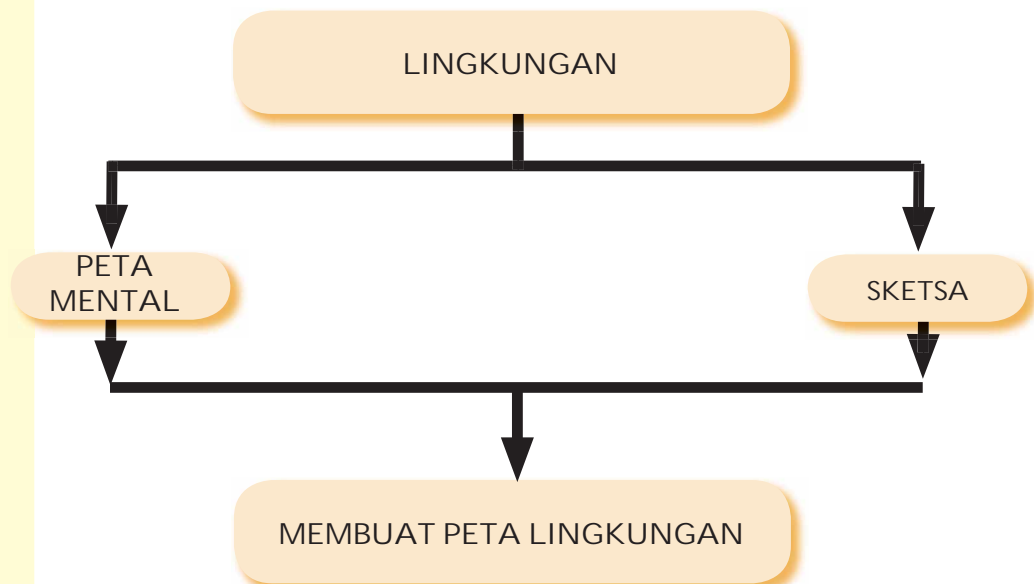 LINGKUNGAN
PETA
MENTAL
SKETSA
MEMBUAT PETA LINGKUNGAN